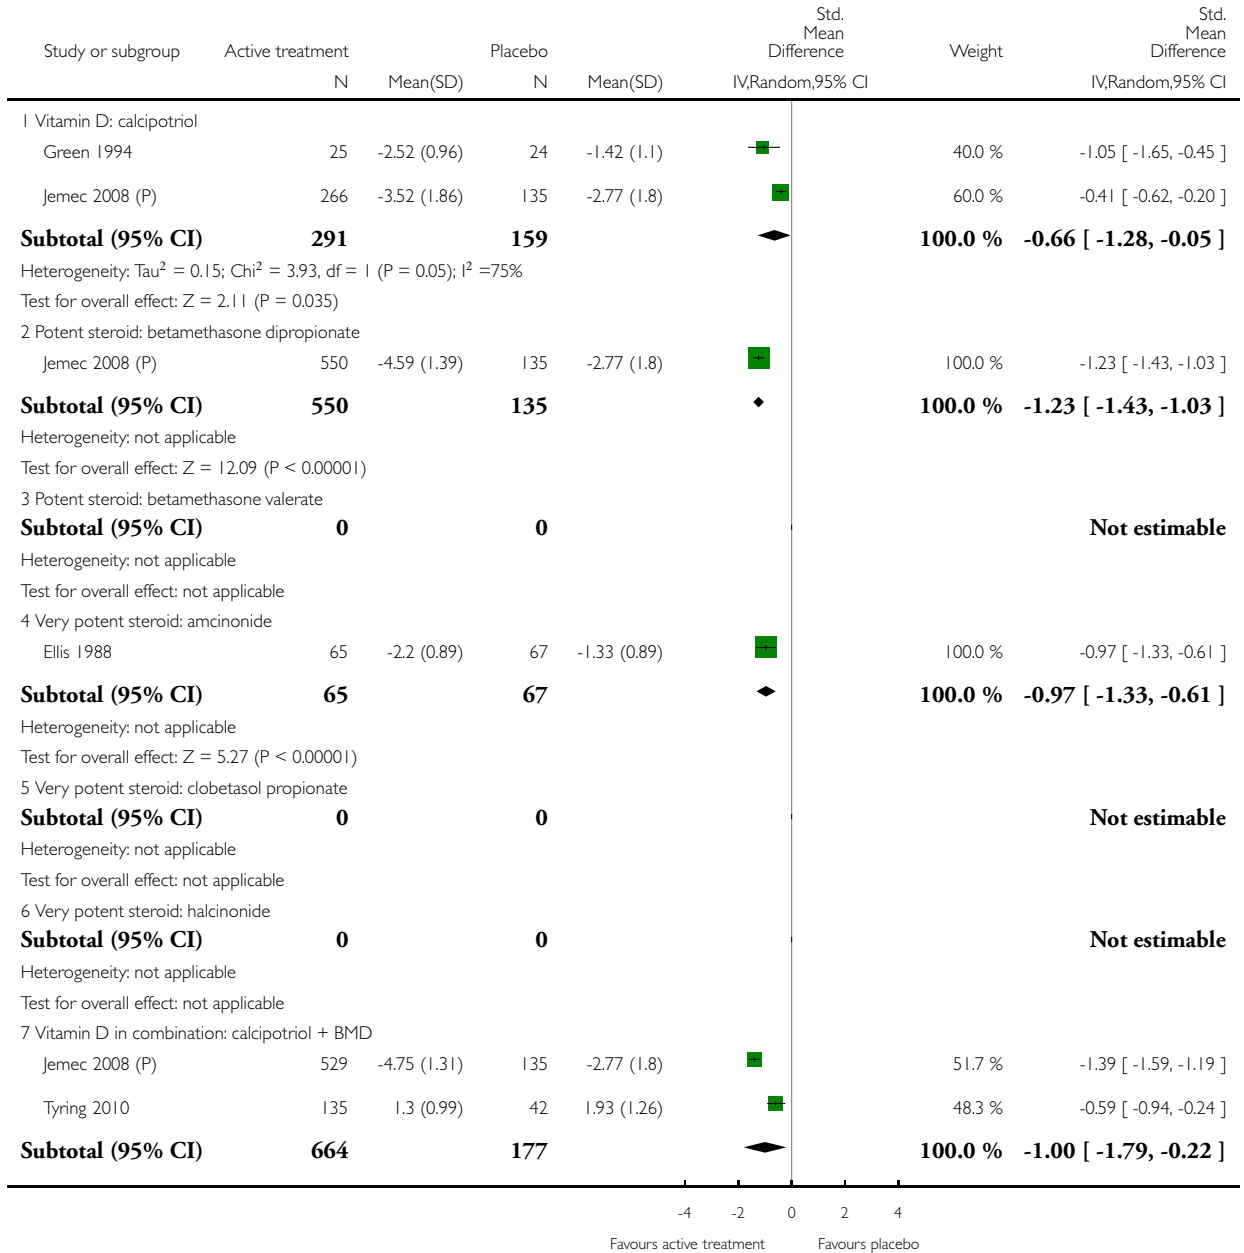 Std.
Mean
Difference
Std.
Mean
Difference
Study or subgroup Active treatment Placebo Weight
N Mean(SD) N Mean(SD) IV,Random,95% CI IV,Random,95% CI
1 Vitamin D: calcipotriol
Green 1994 25 -2.52 (0.96) 24 -1.42 (1.1) 40.0 % -1.05 [ -1.65, -0.45 ]
Jemec 2008 (P) 266 -3.52 (1.86) 135 -2.77 (1.8) 60.0 % -0.41 [ -0.62, -0.20 ]
Subtotal (95% CI) 291 159 100.0 % -0.66 [ -1.28, -0.05 ]
Heterogeneity: Tau² = 0.15; Chi² = 3.93, df = 1 (P = 0.05); I² =75%
Test for overall effect: Z = 2.11 (P = 0.035)
2 Potent steroid: betamethasone dipropionate
Jemec 2008 (P) 550 -4.59 (1.39) 135 -2.77 (1.8) 100.0 % -1.23 [ -1.43, -1.03 ]
Subtotal (95% CI) 550 135 100.0 % -1.23 [ -1.43, -1.03 ]
Heterogeneity: not applicable
Test for overall effect: Z = 12.09 (P < 0.00001)
3 Potent steroid: betamethasone valerate
Subtotal (95% CI) 0 0 Not estimable
Heterogeneity: not applicable
Test for overall effect: not applicable
4 Very potent steroid: amcinonide
Ellis 1988 65 -2.2 (0.89) 67 -1.33 (0.89) 100.0 % -0.97 [ -1.33, -0.61 ]
Subtotal (95% CI) 65 67 100.0 % -0.97 [ -1.33, -0.61 ]
Heterogeneity: not applicable
Test for overall effect: Z = 5.27 (P < 0.00001)
5 Very potent steroid: clobetasol propionate
Subtotal (95% CI) 0 0 Not estimable
Heterogeneity: not applicable
Test for overall effect: not applicable
6 Very potent steroid: halcinonide
Subtotal (95% CI) 0 0 Not estimable
Heterogeneity: not applicable
Test for overall effect: not applicable
7 Vitamin D in combination: calcipotriol + BMD
Jemec 2008 (P) 529 -4.75 (1.31) 135 -2.77 (1.8) 51.7 % -1.39 [ -1.59, -1.19 ]
Tyring 2010 135 1.3 (0.99) 42 1.93 (1.26) 48.3 % -0.59 [ -0.94, -0.24 ]
Subtotal (95% CI) 664 177 100.0 % -1.00 [ -1.79, -0.22 ]
-4 -2 0 2 4
Favours active treatment Favours placebo